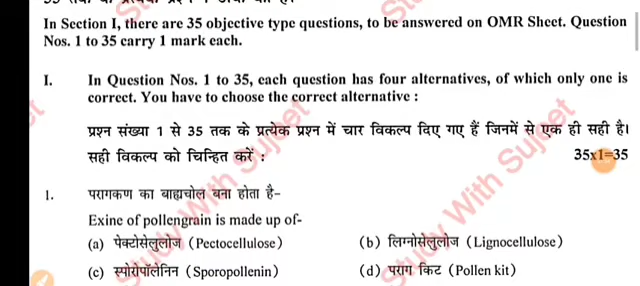 In Section I, there are 35 objective type questions, to be answered on OMR Sheet. Question
Nos. 1 to 35 carry 1 mark each.
I. In Question Nos. 1 to 35, each question has four alternatives, of which only one is
correct. You have to choose the correct alternative :
प्रश्न संख्या 1 से 35 तक के प्रत्येक प्रश्न में चार विकल्प दिए गए हैं जिनमें से एक ही सही है।
सही विकल्प को चिन्हित करें : 35x1=35
1. परागकण का बाह्यचोल बना होता है-
Exine of pollengrain is made up of-
(a) पेक्टोसेलुलोज (Pectocellulose) (b) लिग्नोसेलुलोज (Lignocellulose)
(c) स्पोरोपॉलेनिन (Sporopollenin) (d) पराग किट (Pollen kit)
Study With Sujeet